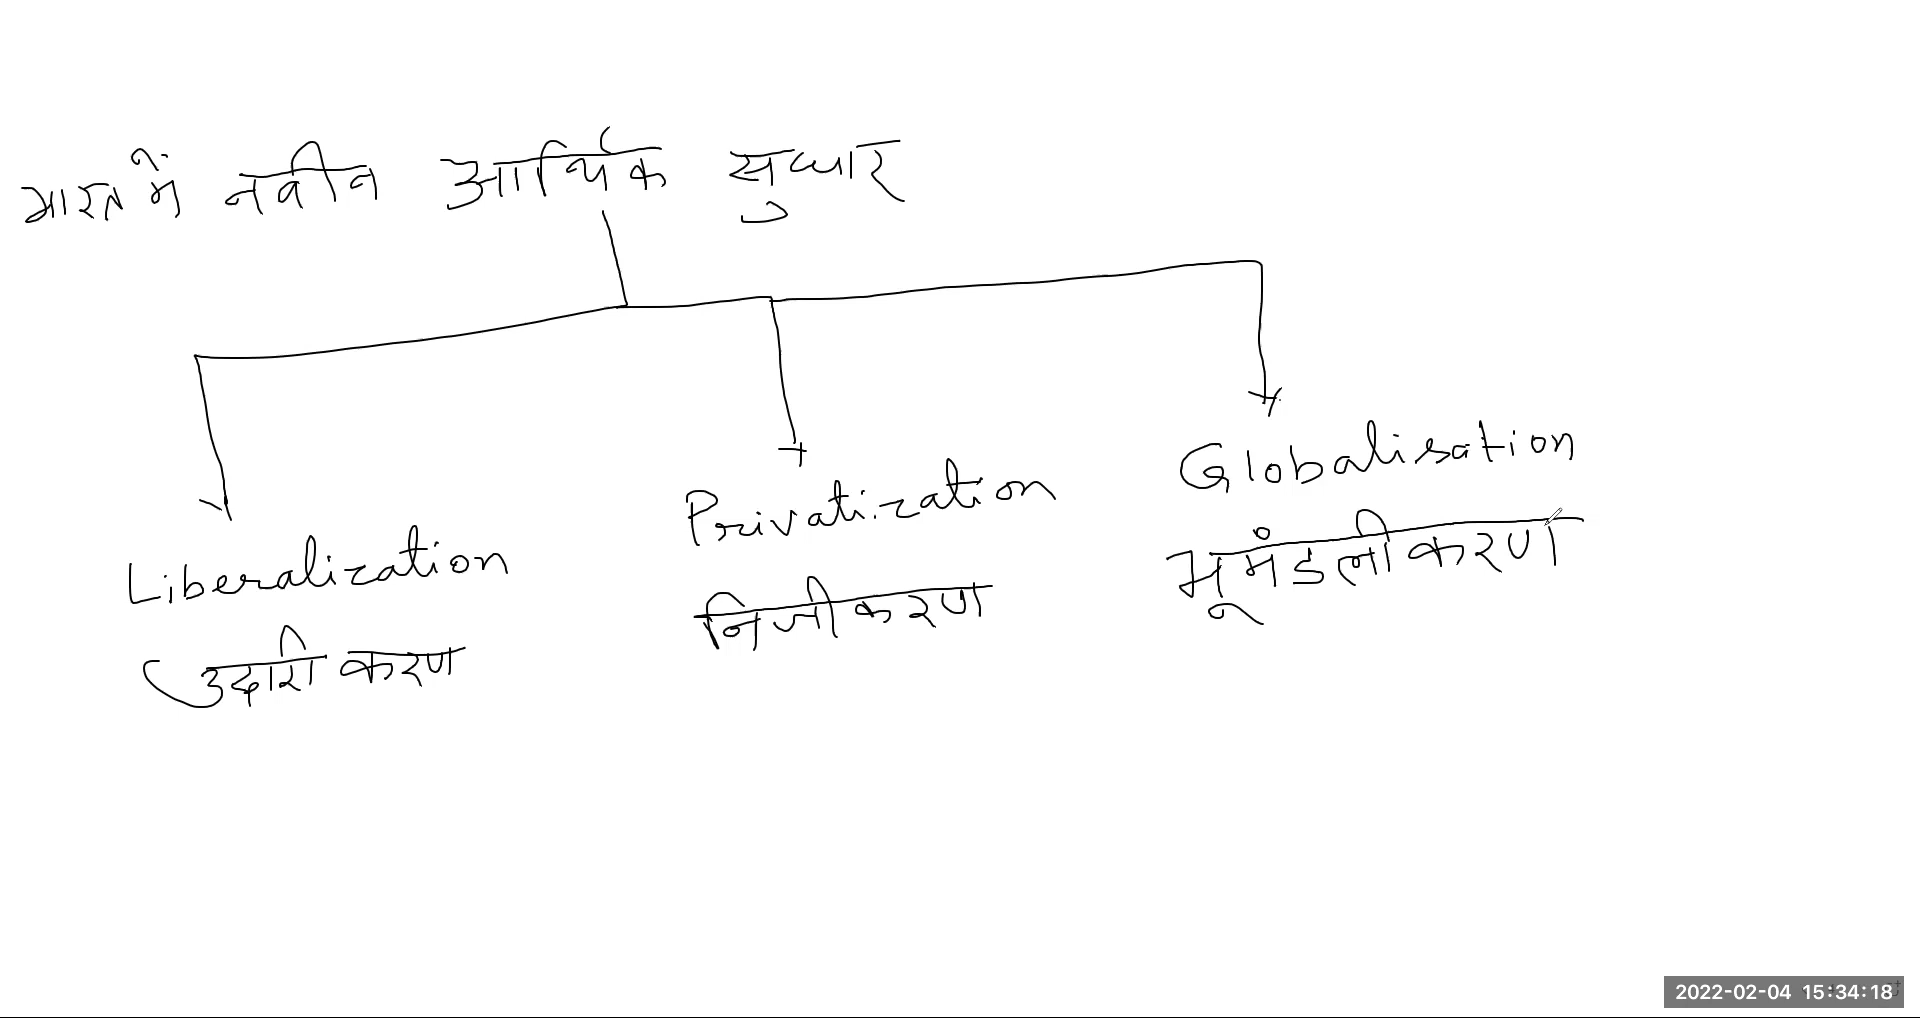 भारत में नवीन आर्थिक सुधार
Liberalization
उदारीकरण
Privatization
निजीकरण
Globalisation
भूमंडलीकरण
2022-02-04 15:34:18